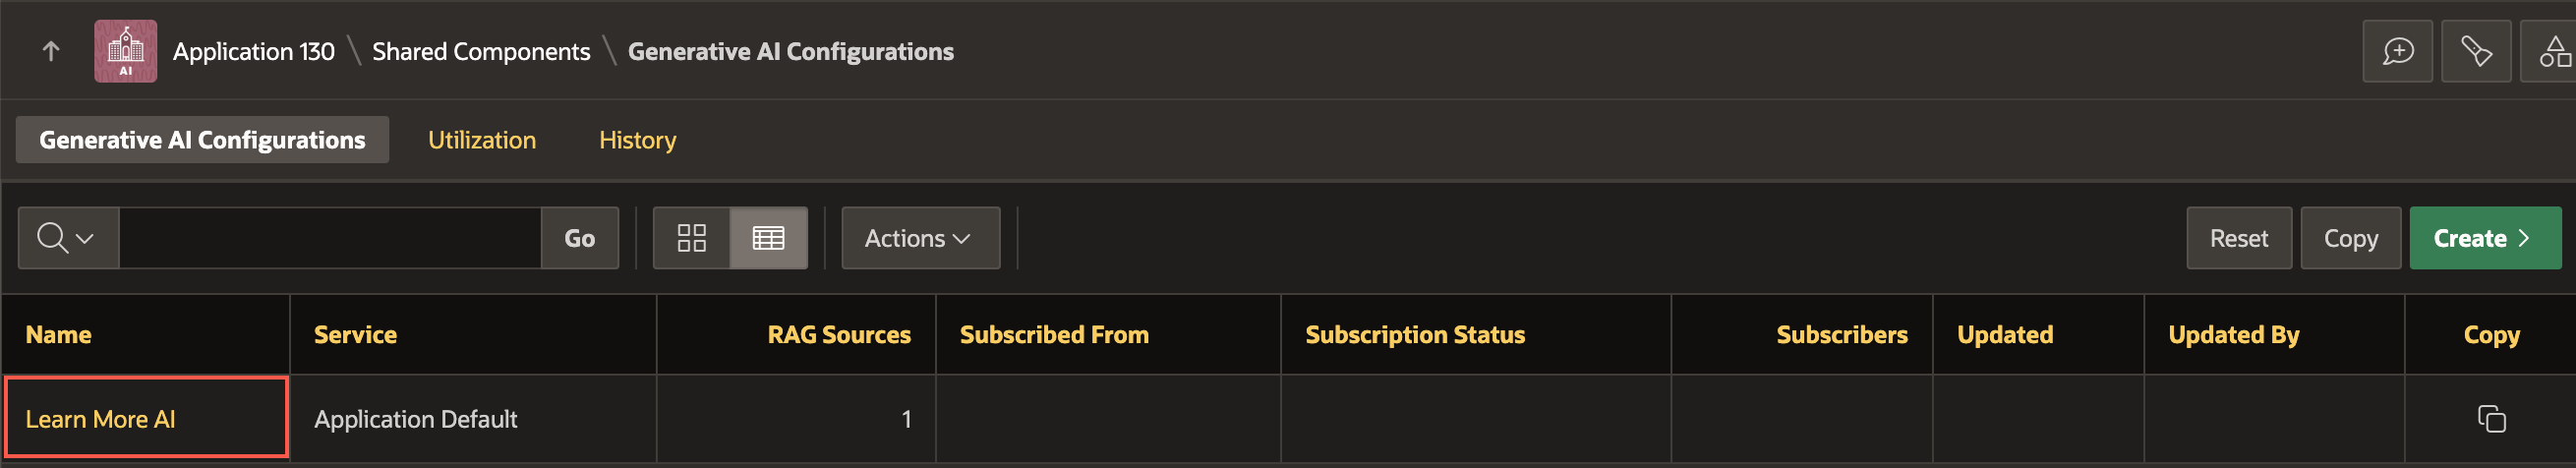 AI
Application 130 \ Shared Components \ Generative AI Configurations
Generative AI Configurations Utilization History
Go Actions Reset Copy Create
Name Service RAG Sources Subscribed From Subscription Status Subscribers Updated Updated By Copy
Learn More AI Application Default 1